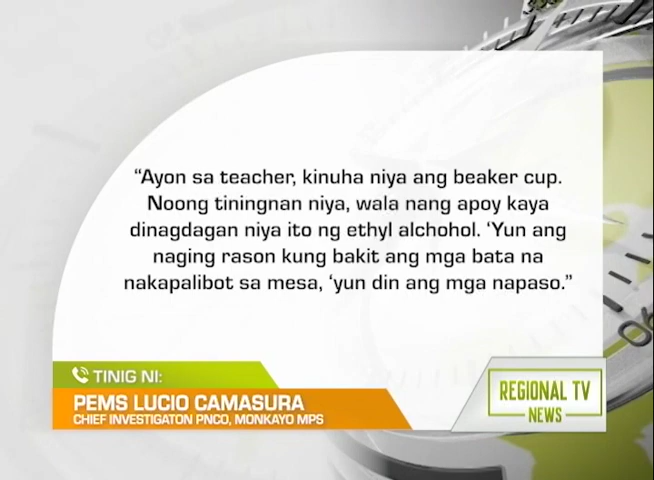 “Ayon sa teacher, kinuha niya ang beaker cup.
Noong tiningnan niya, wala nang apoy kaya
dinagdagan niya ito ng ethyl alchohol. ‘Yun ang
naging rason kung bakit ang mga bata na
nakapalibot sa mesa, ‘yun din ang mga napaso.”
TINIG NI:
PEMS LUCIO CAMASURA
CHIEF INVESTIGATON PNCO, MONKAYO MPS
REGIONAL TV
NEWS